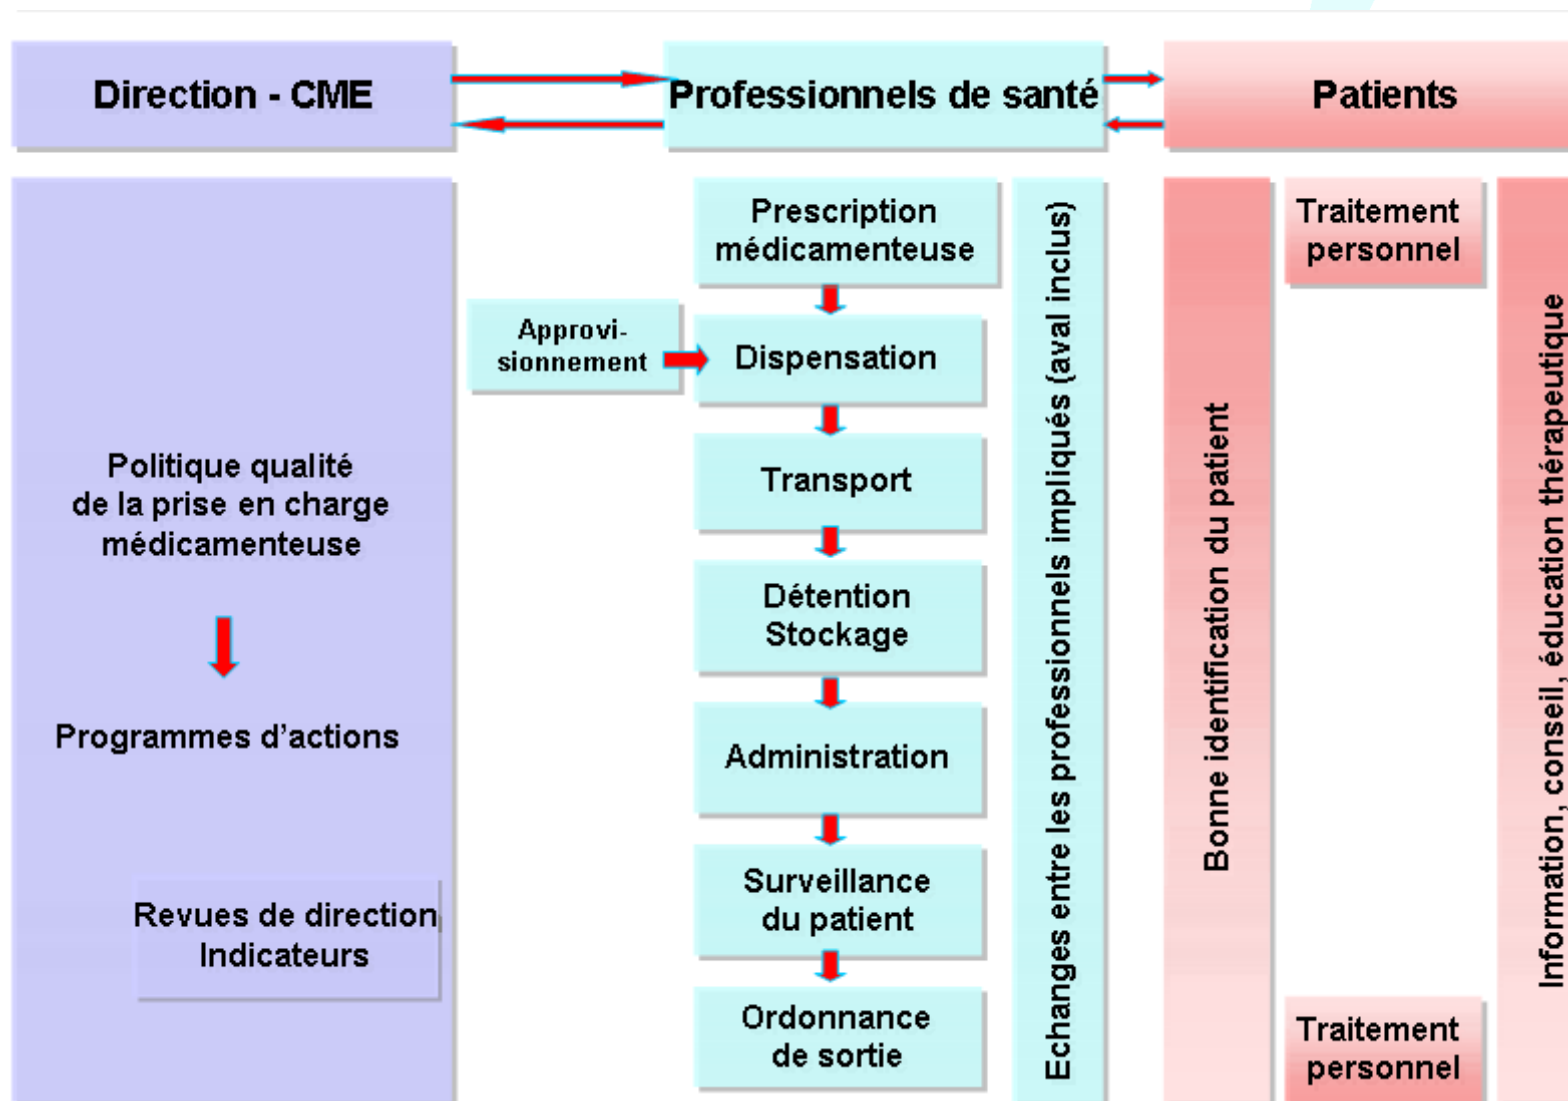 Direction - CME
Professionnels de santé
Patients
Politique qualité
de la prise en charge
médicamenteuse
Programmes d'actions
Revues de direction
Indicateurs
Approvi-
sionnement
Prescription
médicamenteuse
Dispensation
Transport
Détention
Stockage
Administration
Surveillance
du patient
Ordonnance
de sortie
Echanges entre les professionnels impliqués (aval inclus)
Bonne identification du patient
Traitement
personnel
Traitement
personnel
Information, conseil, éducation thérapeutique